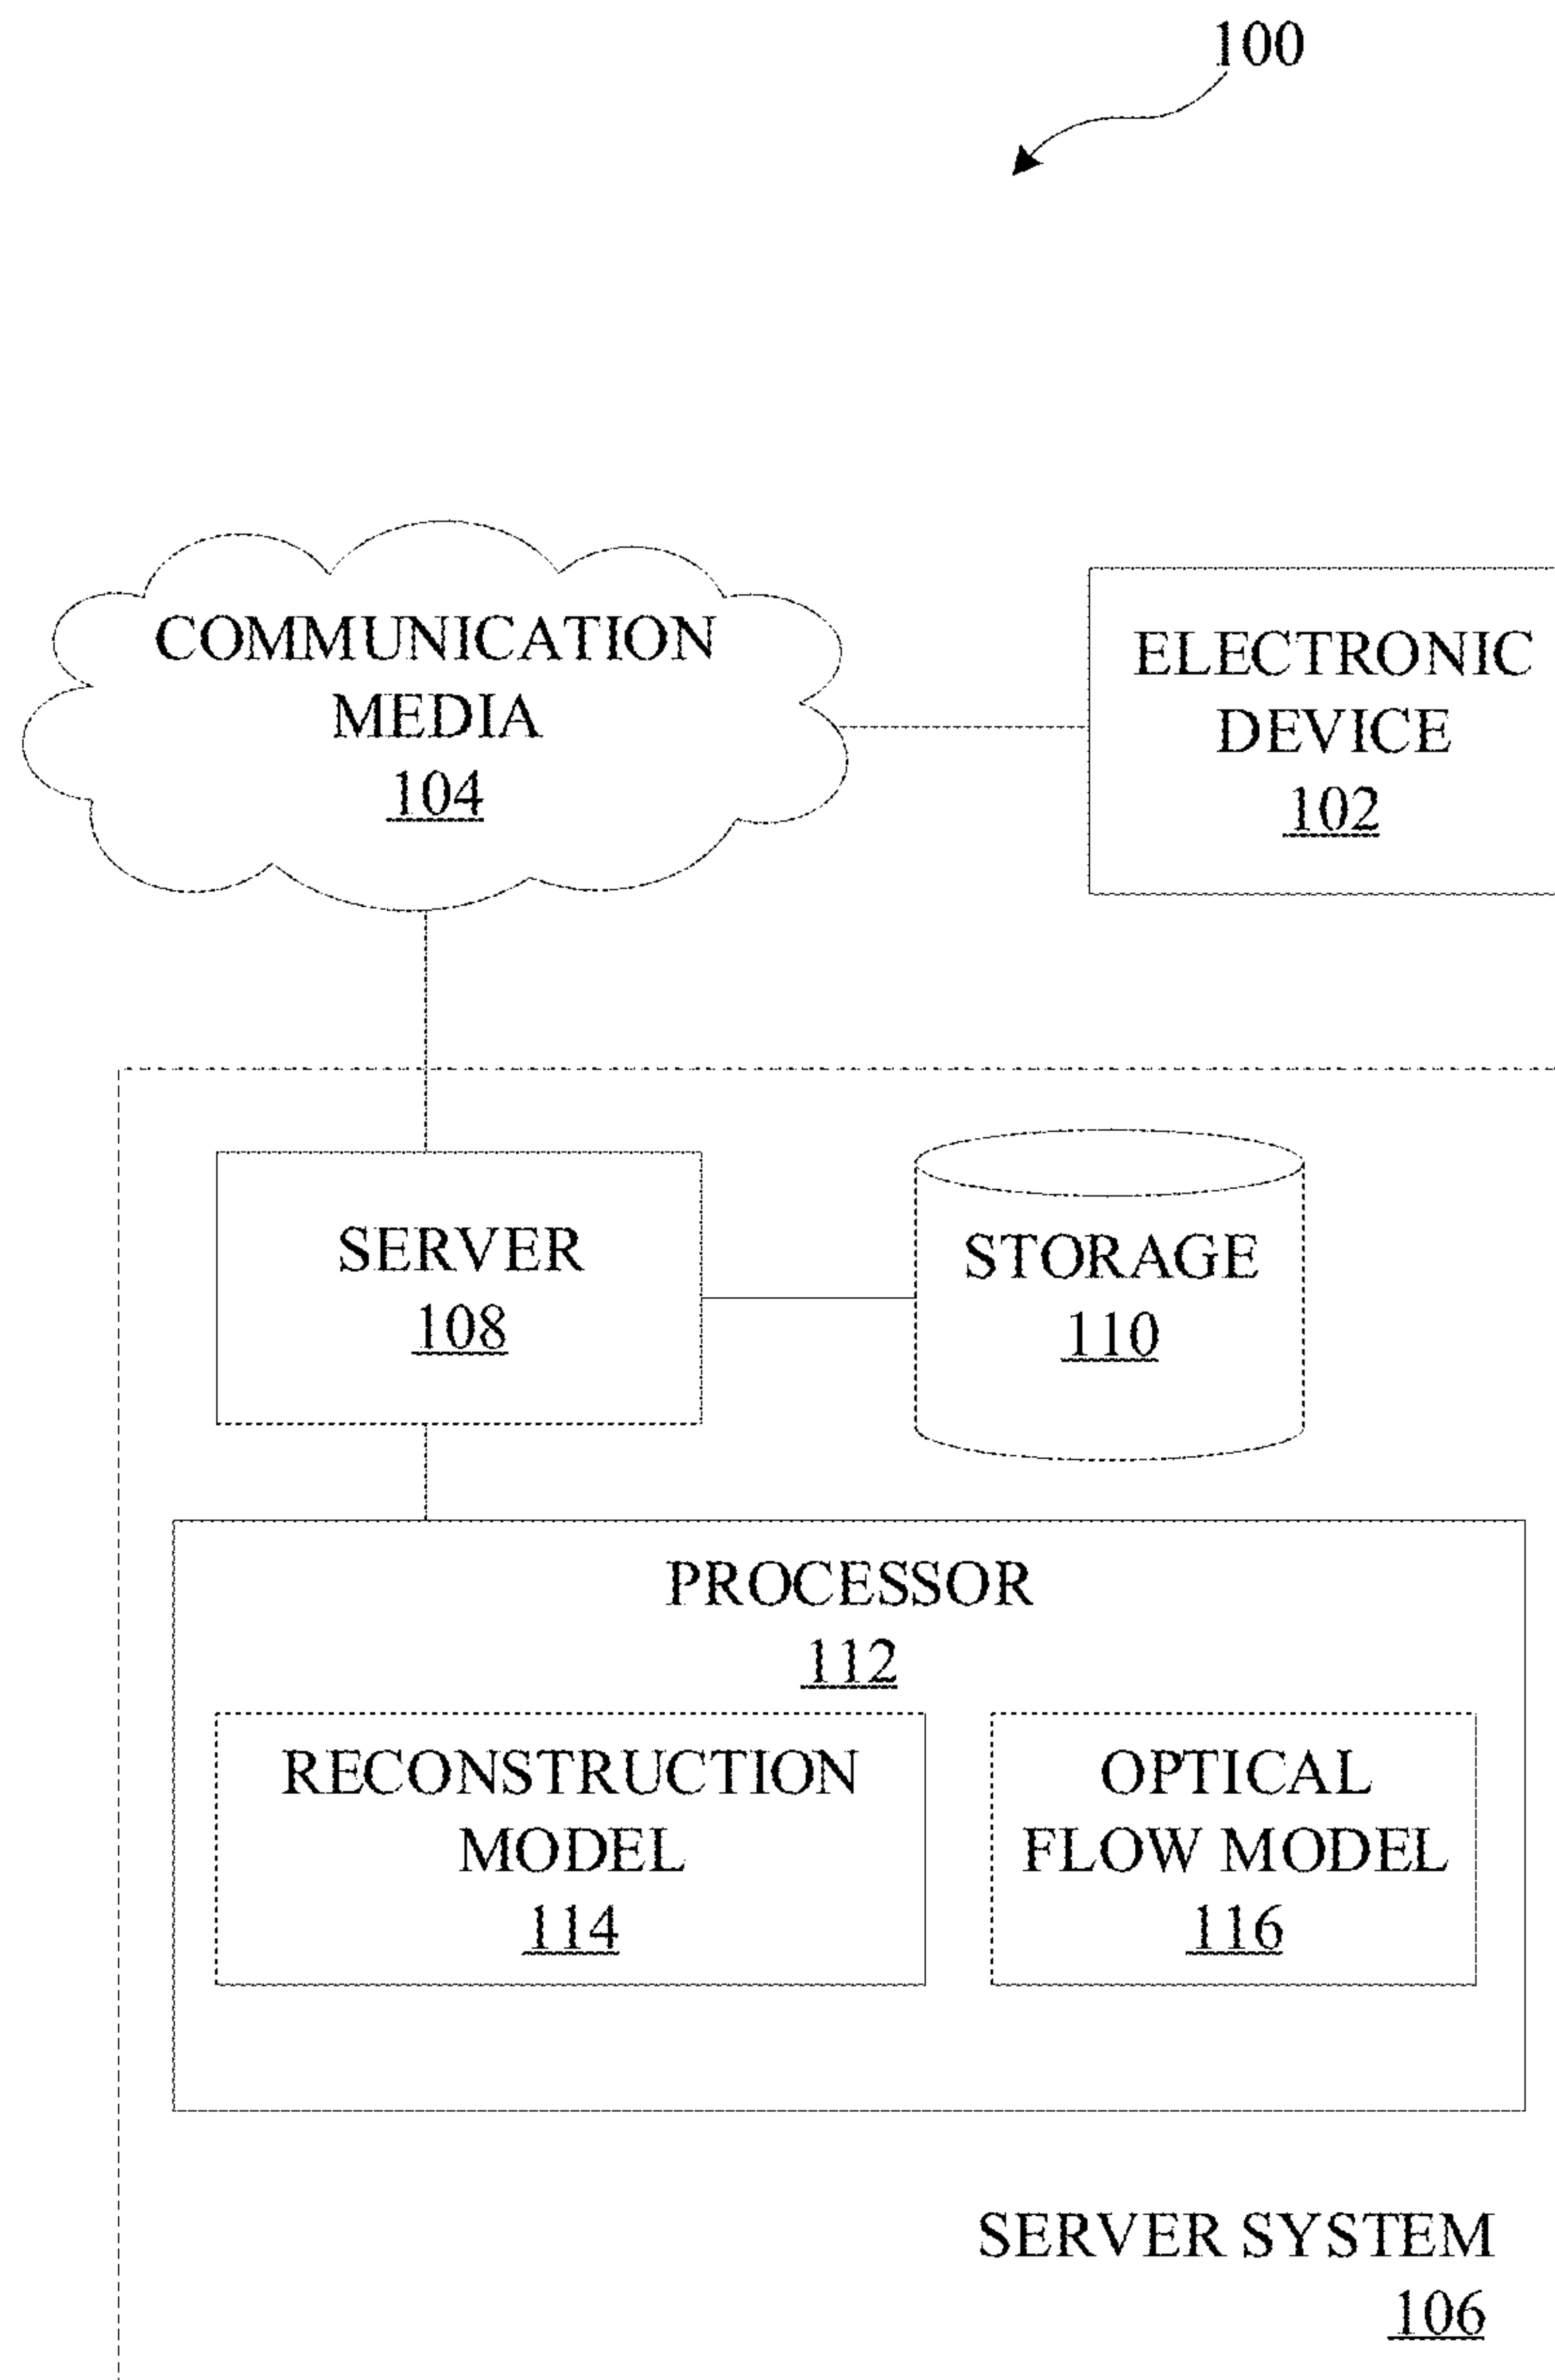 100
COMMUNICATION
MEDIA
104
ELECTRONIC
DEVICE
102
SERVER
108
STORAGE
110
PROCESSOR
112
RECONSTRUCTION
MODEL
114
OPTICAL
FLOW MODEL
116
SERVER SYSTEM
106